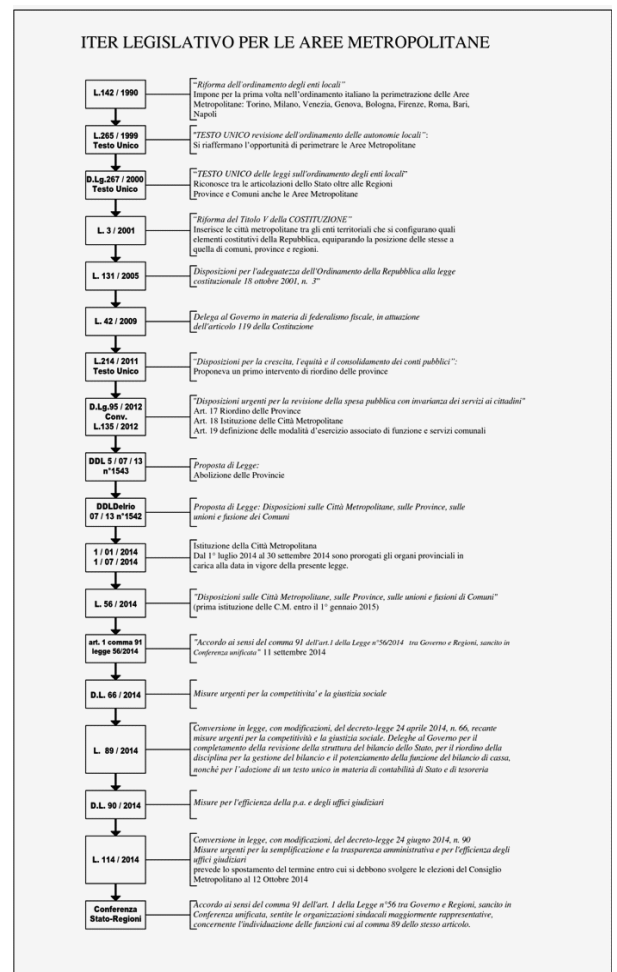 ITER LEGISLATIVO PER LE AREE METROPOLITANE
L.142 / 1990
"Riforma dell'ordinamento degli enti locali"
Impone per la prima volta nell'ordinamento italiano la perimetrazione delle Aree
Metropolitane: Torino, Milano, Venezia, Genova, Bologna, Firenze, Roma, Bari,
Napoli
L.265 / 1999
Testo Unico
"TESTO UNICO revisione dell'ordinamento delle autonomie locali":
Si riaffermano l'opportunità di perimetrare le Aree Metropolitane
D.Lg.267 / 2000
Testo Unico
"TESTO UNICO delle leggi sull'ordinamento degli enti locali"
Riconosce tra le articolazioni dello Stato oltre alle Regioni
Province e Comuni anche le Aree Metropolitane
L. 3 / 2001
"Riforma del Titolo V della COSTITUZIONE"
Inserisce le città metropolitane tra gli enti territoriali che si configurano quali
elementi costitutivi della Repubblica, equiparando la posizione delle stesse a
quella di comuni, province e regioni.
L. 131 / 2005
Disposizioni per l'adeguatezza dell'Ordinamento della Repubblica alla legge
costituzionale 18 ottobre 2001, n. 3"
L. 42 / 2009
Delega al Governo in materia di federalismo fiscale, in attuazione
dell'articolo 119 della Costituzione
L.214 / 2011
Testo Unico
"Disposizioni per la crescita, l'equità e il consolidamento dei conti pubblici":
Proponeva un primo intervento di riordino delle province
D.Lg.95 / 2012
Conv.
L.135 / 2012
"Disposizioni urgenti per la revisione della spesa pubblica con invarianza dei servizi ai cittadini"
Art. 17 Riordino delle Province
Art. 18 Istituzione delle Città Metropolitane
Art. 19 definizione delle modalità d'esercizio associato di funzione e servizi comunali
DDL 5 / 07 / 13
n°1543
Proposta di Legge:
Abolizione delle Provincie
DDLDelrio
07 / 13 n°1542
Proposta di Legge: Disposizioni sulle Città Metropolitane, sulle Province, sulle
unioni e fusione dei Comuni
1 / 01 / 2014
1 / 07 / 2014
Istituzione della Città Metropolitana
Dal 1° luglio 2014 al 30 settembre 2014 sono prorogati gli organi provinciali in
carica alla data in vigore della presente legge.
L. 56 / 2014
"Disposizioni sulle Città Metropolitane, sulle Province, sulle unioni e fusioni di Comuni"
(prima istituzione delle C.M. entro il 1° gennaio 2015)
art. 1 comma 91
legge 56/2014
"Accordo ai sensi del comma 91 dell'art.1 della Legge n°56/2014 tra Governo e Regioni, sancito in
Conferenza unificata" 11 settembre 2014
D.L. 66 / 2014
Misure urgenti per la competitivita' e la giustizia sociale
L. 89 / 2014
Conversione in legge, con modificazioni, del decreto-legge 24 aprile 2014, n. 66, recante
misure urgenti per la competitività e la giustizia sociale. Deleghe al Governo per il
completamento della revisione della struttura del bilancio dello Stato, per il riordino della
disciplina per la gestione del bilancio e il potenziamento della funzione del bilancio di cassa,
nonché per l'adozione di un testo unico in materia di contabilità di Stato e di tesoreria
D.L. 90 / 2014
Misure per l'efficienza della p.a. e degli uffici giudiziari
L. 114 / 2014
Conversione in legge, con modificazioni, del decreto-legge 24 giugno 2014, n. 90
Misure urgenti per la semplificazione e la trasparenza amministrativa e per l'efficienza degli
uffici giudiziari
prevede lo spostamento del termine entro cui si debbono svolgere le elezioni del Consiglio
Metropolitano al 12 Ottobre 2014
Conferenza
Stato-Regioni
Accordo ai sensi del comma 91 dell'art. 1 della Legge n°56 tra Governo e Regioni, sancito in
Conferenza unificata, sentite le organizzazioni sindacali maggiormente rappresentative,
concernente l'individuazione delle funzioni cui al comma 89 dello stesso articolo.